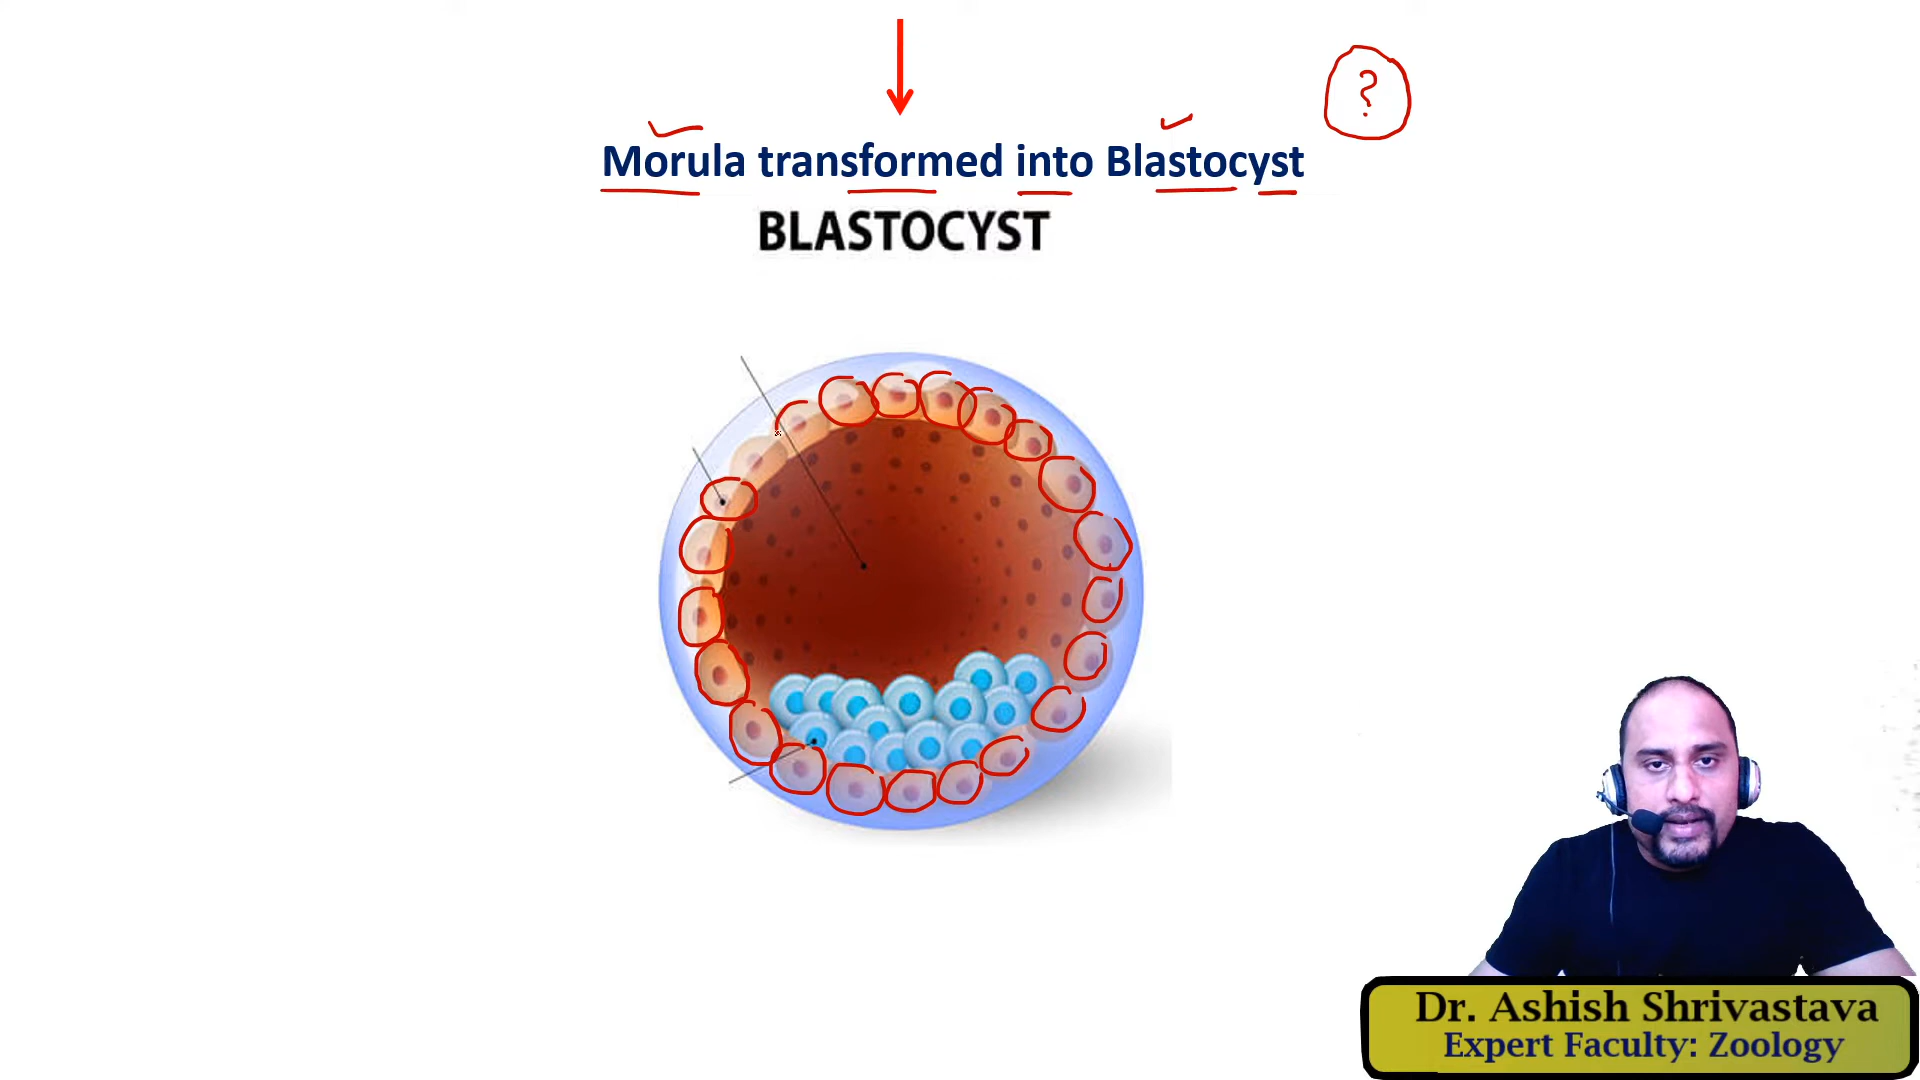 ?
Morula transformed into Blastocyst
BLASTOCYST
Dr. Ashish Shrivastava
Expert Faculty: Zoology